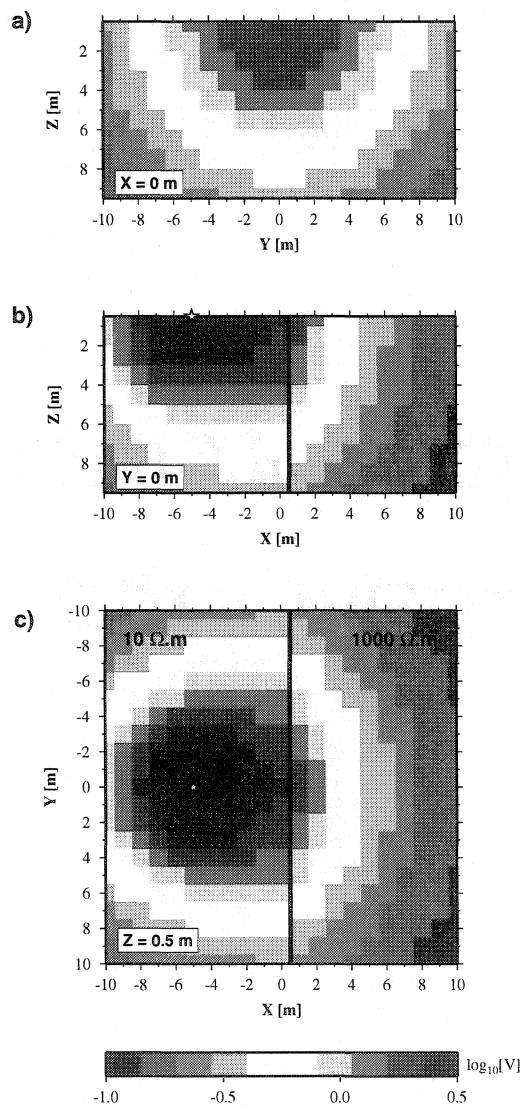 a)
2
4
6
8
Z [m]
X = 0 m
-10 -8 -6 -4 -2 0 2 4 6 8 10
Y [m]
b)
2
4
6
8
Z [m]
Y = 0 m
-10 -8 -6 -4 -2 0 2 4 6 8 10
X [m]
c)
-10
-8
-6
-4
-2
0
2
4
6
8
10
Y [m]
10 Ω.m
1000 Ω.m
Z = 0.5 m
-10 -8 -6 -4 -2 0 2 4 6 8 10
X [m]
-1.0 -0.5 0.0 0.5
log10[V]